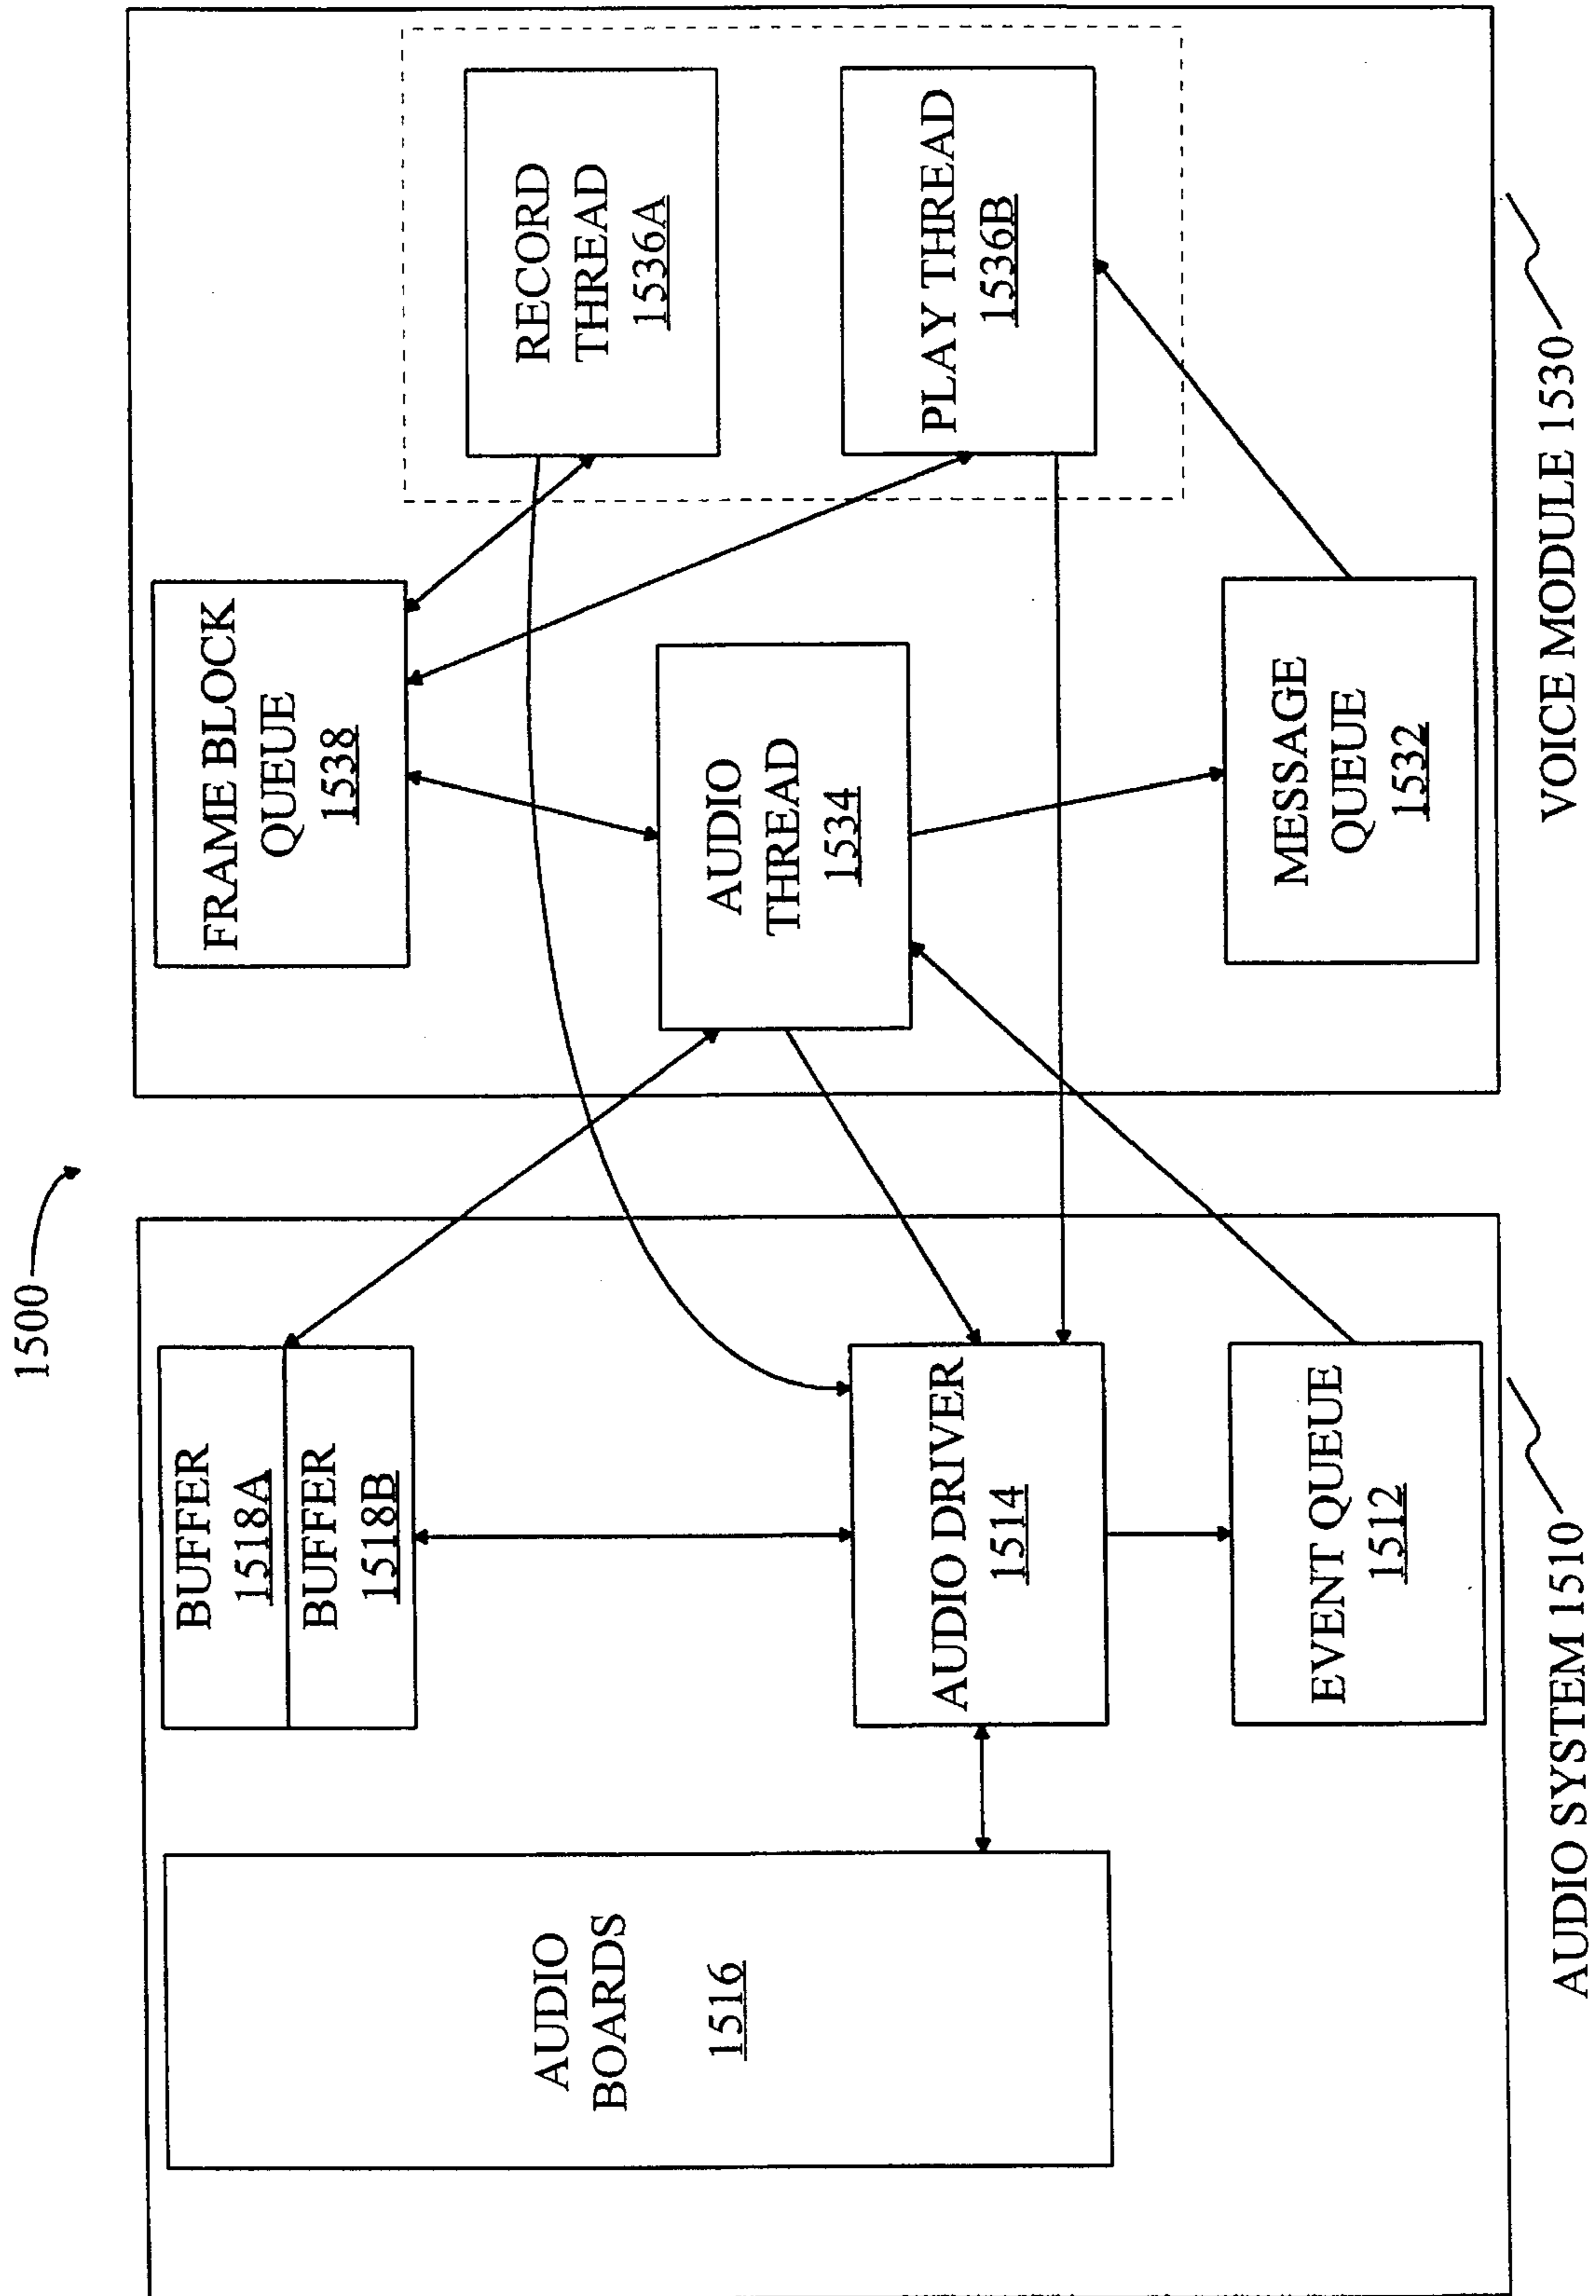 1500
AUDIO
BOARDS
1516
BUFFER
1518A
BUFFER
1518B
AUDIO DRIVER
1514
EVENT QUEUE
1512
AUDIO SYSTEM 1510
FRAME BLOCK
QUEUE
1538
AUDIO
THREAD
1534
MESSAGE
QUEUE
1532
RECORD
THREAD
1536A
PLAY THREAD
1536B
VOICE MODULE 1530